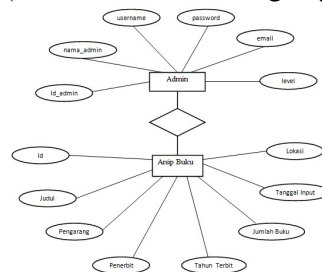 username
password
nama_admin
email
Id_admin
Admin
level
Id
Arsip Buku
Lokasi
Judul
Tanggal Input
Pengarang
Jumlah Buku
Penerbit
Tahun Terbit